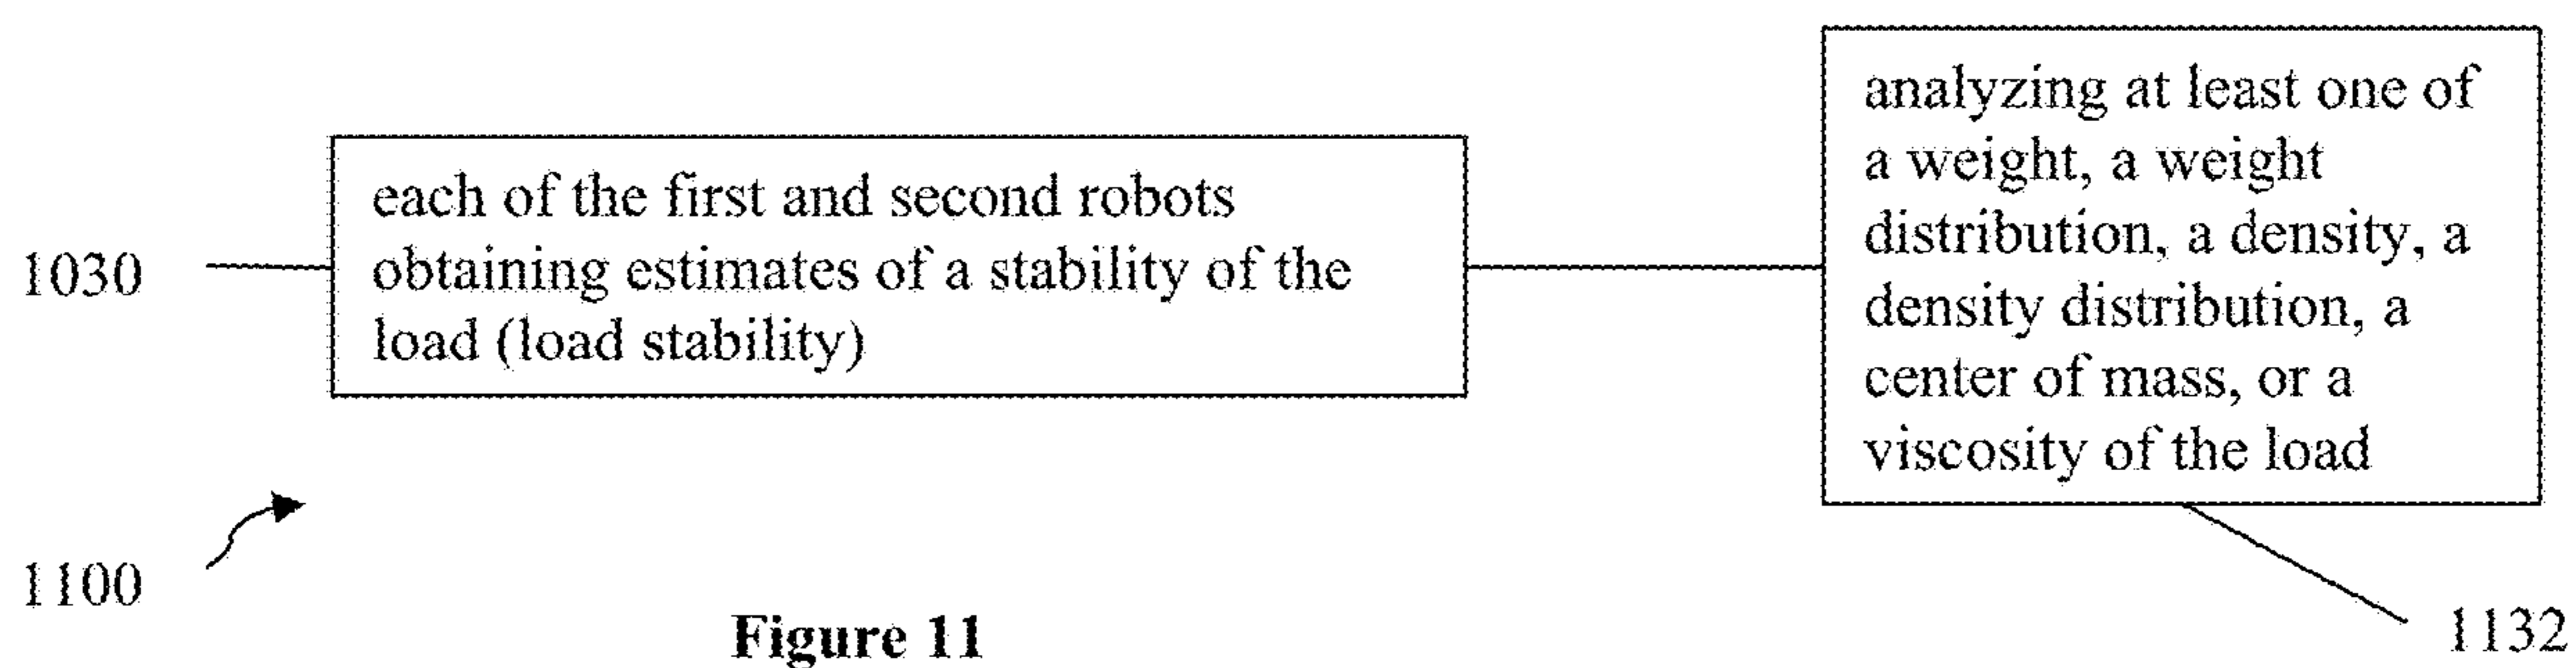 1030
each of the first and second robots
obtaining estimates of a stability of the
load (load stability)
analyzing at least one of
a weight, a weight
distribution, a density, a
density distribution, a
center of mass, or a
viscosity of the load
1100
1132
Figure 11